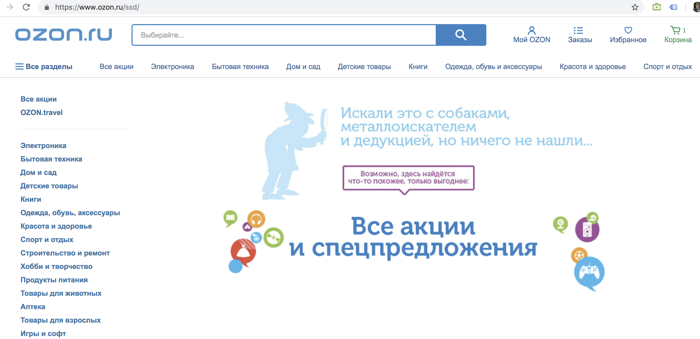 https://www.ozon.ru/ssd/
ozon.ru
Выбирайте...
Мой OZON
Заказы
Избранное
1
Корзина
Все разделы
Все акции
Электроника
Бытовая техника
Дом и сад
Детские товары
Книги
Одежда, обувь и аксессуары
Красота и здоровье
Спорт и отдых
Все акции
OZON.travel
Электроника
Бытовая техника
Дом и сад
Детские товары
Книги
Одежда, обувь, аксессуары
Красота и здоровье
Спорт и отдых
Строительство и ремонт
Хобби и творчество
Продукты питания
Товары для животных
Аптека
Товары для взрослых
Игры и софт
Искали это с собаками,
металлоискателем
и дедукцией, но ничего не нашли...
Возможно, здесь найдётся
что-то похожее, только выгоднее:
Все акции
и спецпредложения